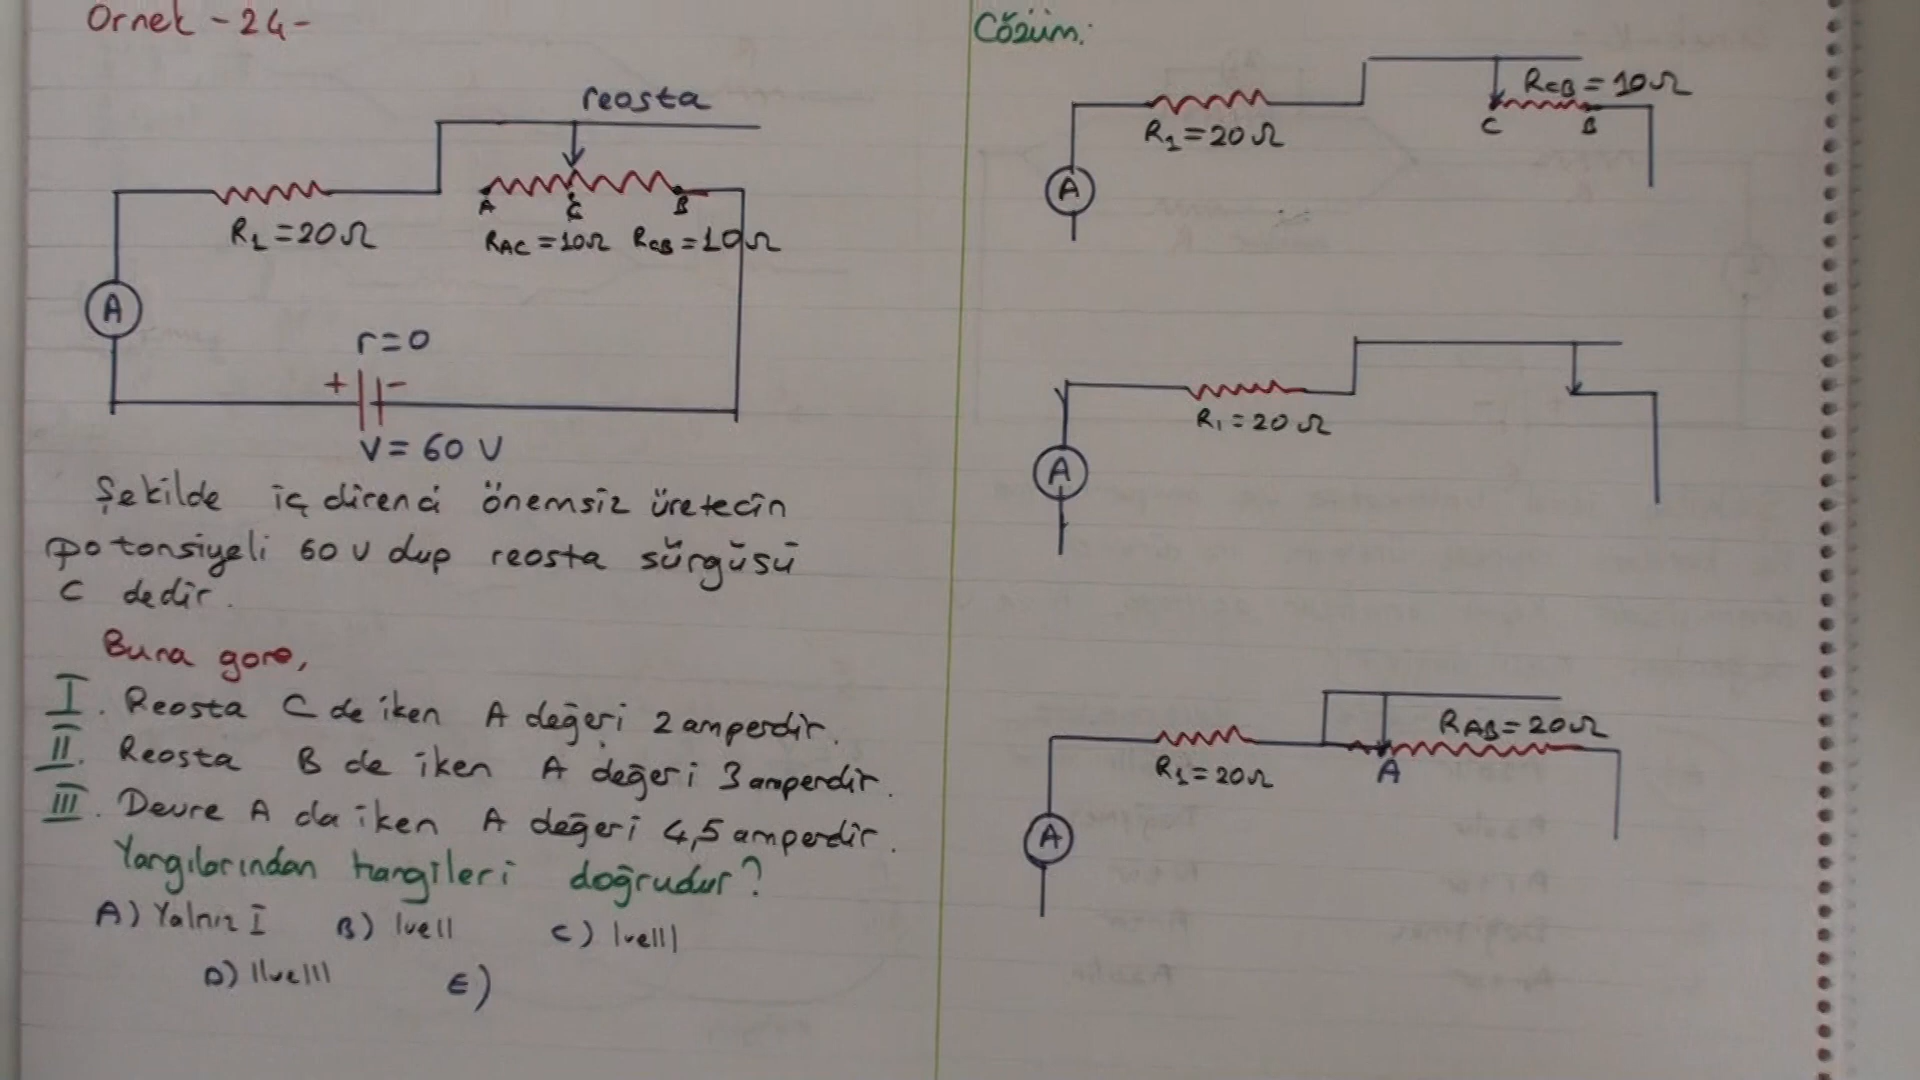 Örnek -24-
reosta
R₁ = 20Ω
A
C
B
RAC = 10Ω RCB = 10Ω
A
r = 0
+ -
V = 60 V
Şekilde iç direnci önemsiz üretecin
potonsiyeli 60 V dup reosta sürgüsü
C dedir.
Buna göre,
I. Reosta C de iken A değeri 2 amperdir.
II. Reosta B de iken A değeri 3 amperdir.
III. Devre A da iken A değeri 4,5 amperdir.
Yargılarından hangileri doğrudur?
A) Yalnız I B) I ve II C) I ve III
D) II ve III E)
Çözüm:
RCB = 10Ω
R₁ = 20Ω
C
B
A
R₁ = 20Ω
A
RAB = 20Ω
R₁ = 20Ω
A
A